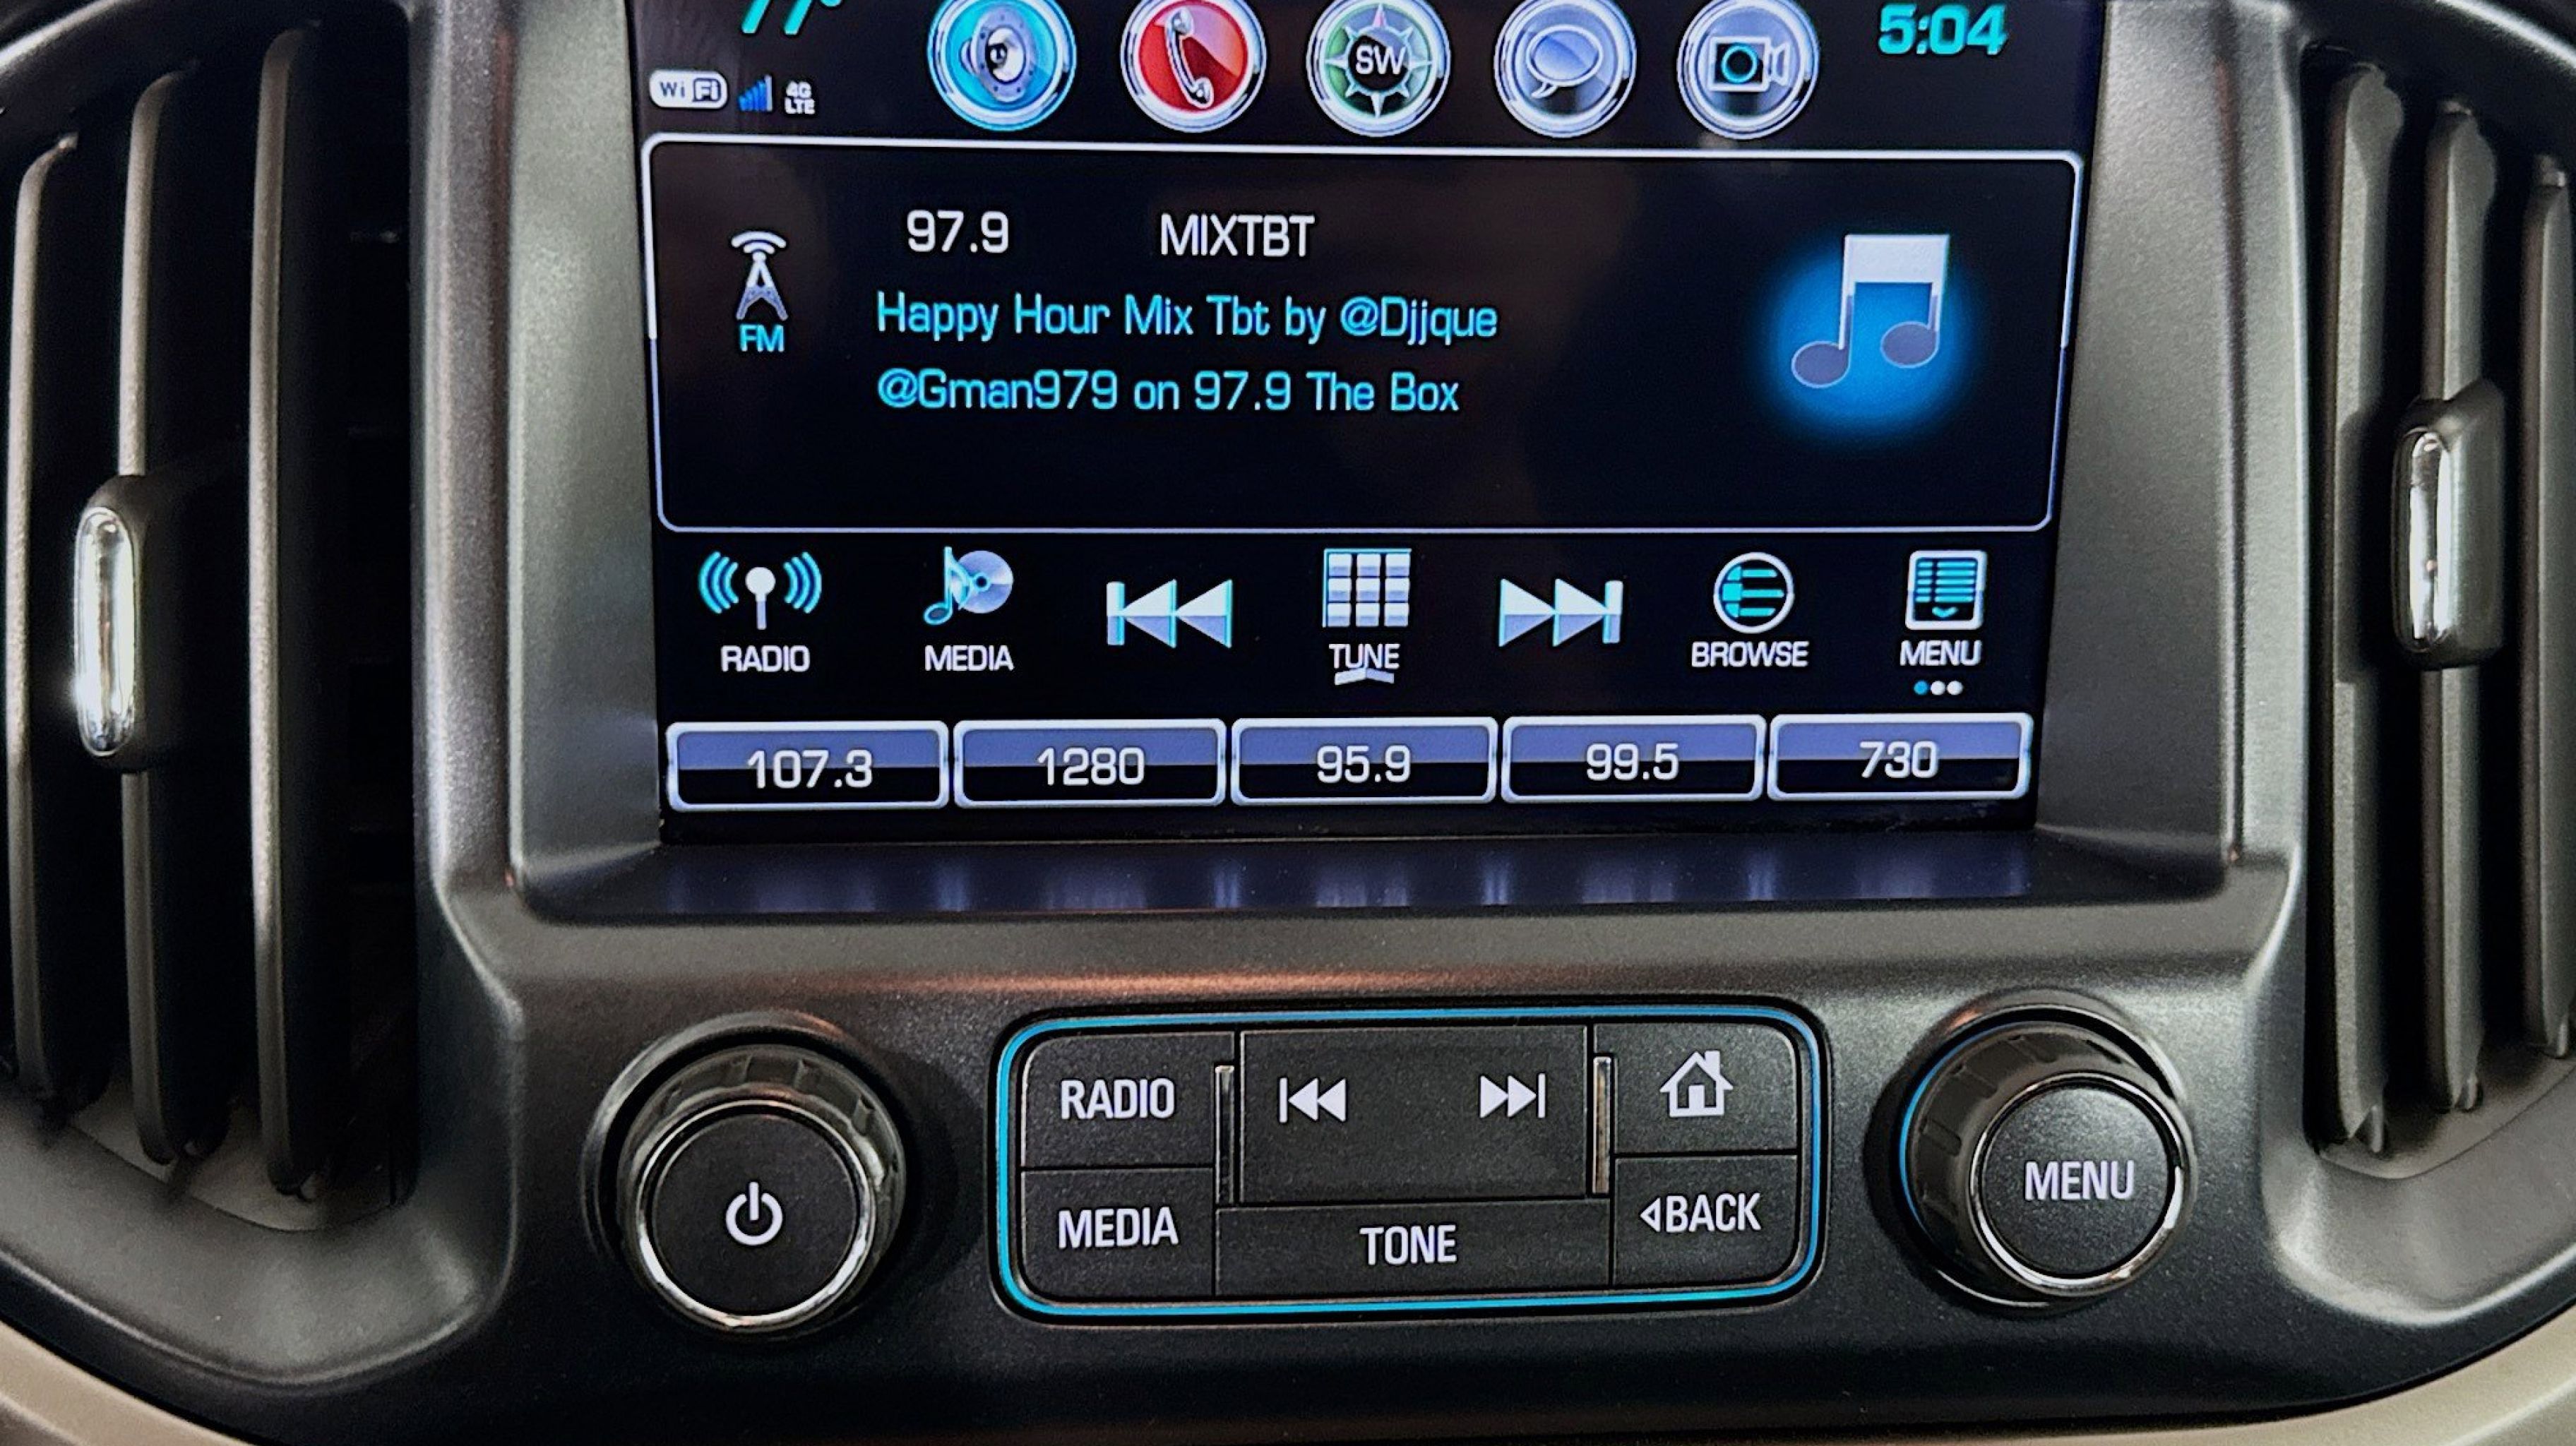 77° 5:04
WiFi 4G LTE SW
97.9 MIXTBT
Happy Hour Mix Tbt by @Djjque
FM
@Gman979 on 97.9 The Box
RADIO MEDIA TUNE BROWSE MENU
107.3 1280 95.9 99.5 730
RADIO
MEDIA TONE BACK
MENU